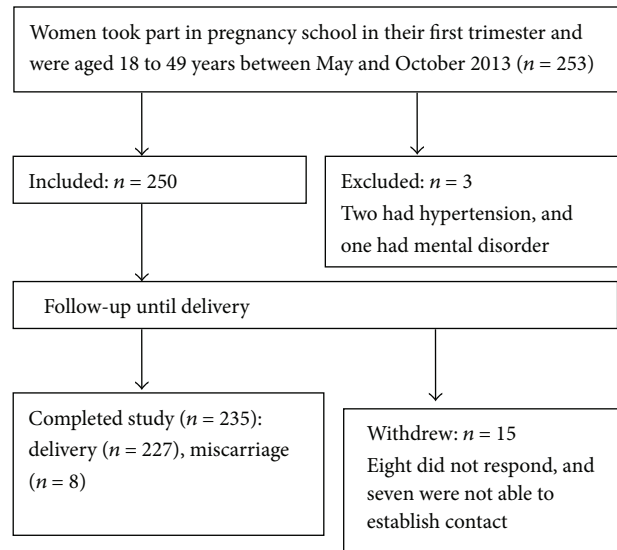 Women took part in pregnancy school in their first trimester and
were aged 18 to 49 years between May and October 2013 (n = 253)
Included: n = 250
Excluded: n = 3
Two had hypertension, and
one had mental disorder
Follow-up until delivery
Completed study (n = 235):
delivery (n = 227), miscarriage
(n = 8)
Withdrew: n = 15
Eight did not respond, and
seven were not able to
establish contact